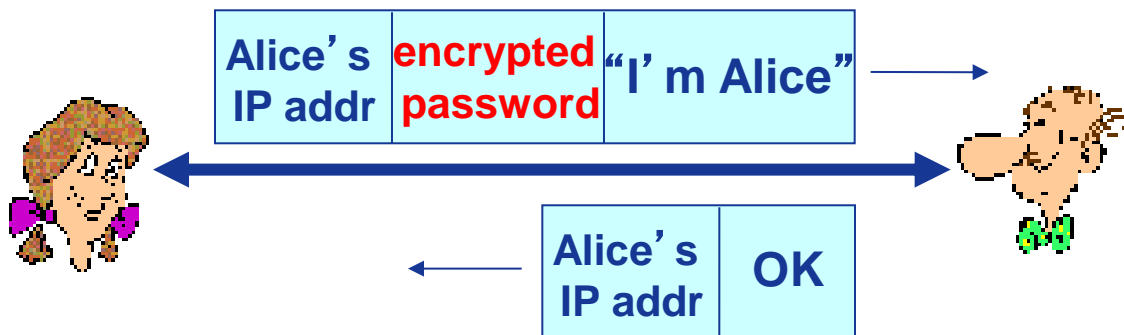 Alice’s
IP addr
encrypted
password
“I’m Alice”
Alice’s
IP addr
OK